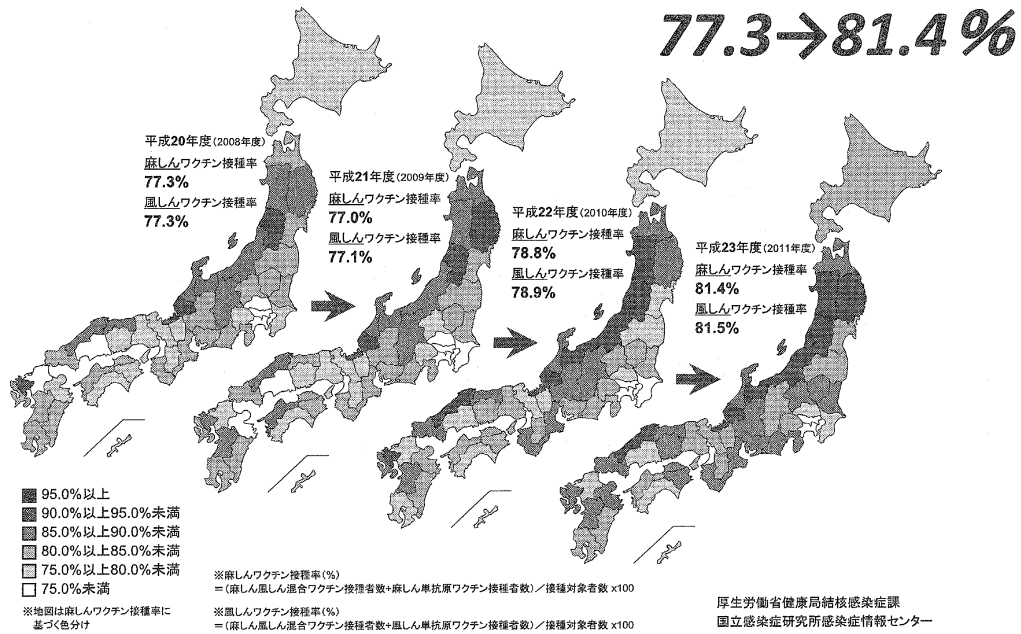 77.3→81.4%
平成20年度(2008年度)
麻しんワクチン接種率
77.3%
風しんワクチン接種率
77.3%
平成21年度(2009年度)
麻しんワクチン接種率
77.0%
風しんワクチン接種率
77.1%
平成22年度(2010年度)
麻しんワクチン接種率
78.8%
風しんワクチン接種率
78.9%
平成23年度(2011年度)
麻しんワクチン接種率
81.4%
風しんワクチン接種率
81.5%
95.0%以上
90.0%以上95.0%未満
85.0%以上90.0%未満
80.0%以上85.0%未満
75.0%以上80.0%未満
75.0%未満
※地図は麻しんワクチン接種率に
基づく色分け
※麻しんワクチン接種率(%)
=(麻しん風しん混合ワクチン接種者数+麻しん単抗原ワクチン接種者数)/接種対象者数 x100
※風しんワクチン接種率(%)
=(麻しん風しん混合ワクチン接種者数+風しん単抗原ワクチン接種者数)/接種対象者数 x100
厚生労働省健康局結核感染症課
国立感染症研究所感染症情報センター